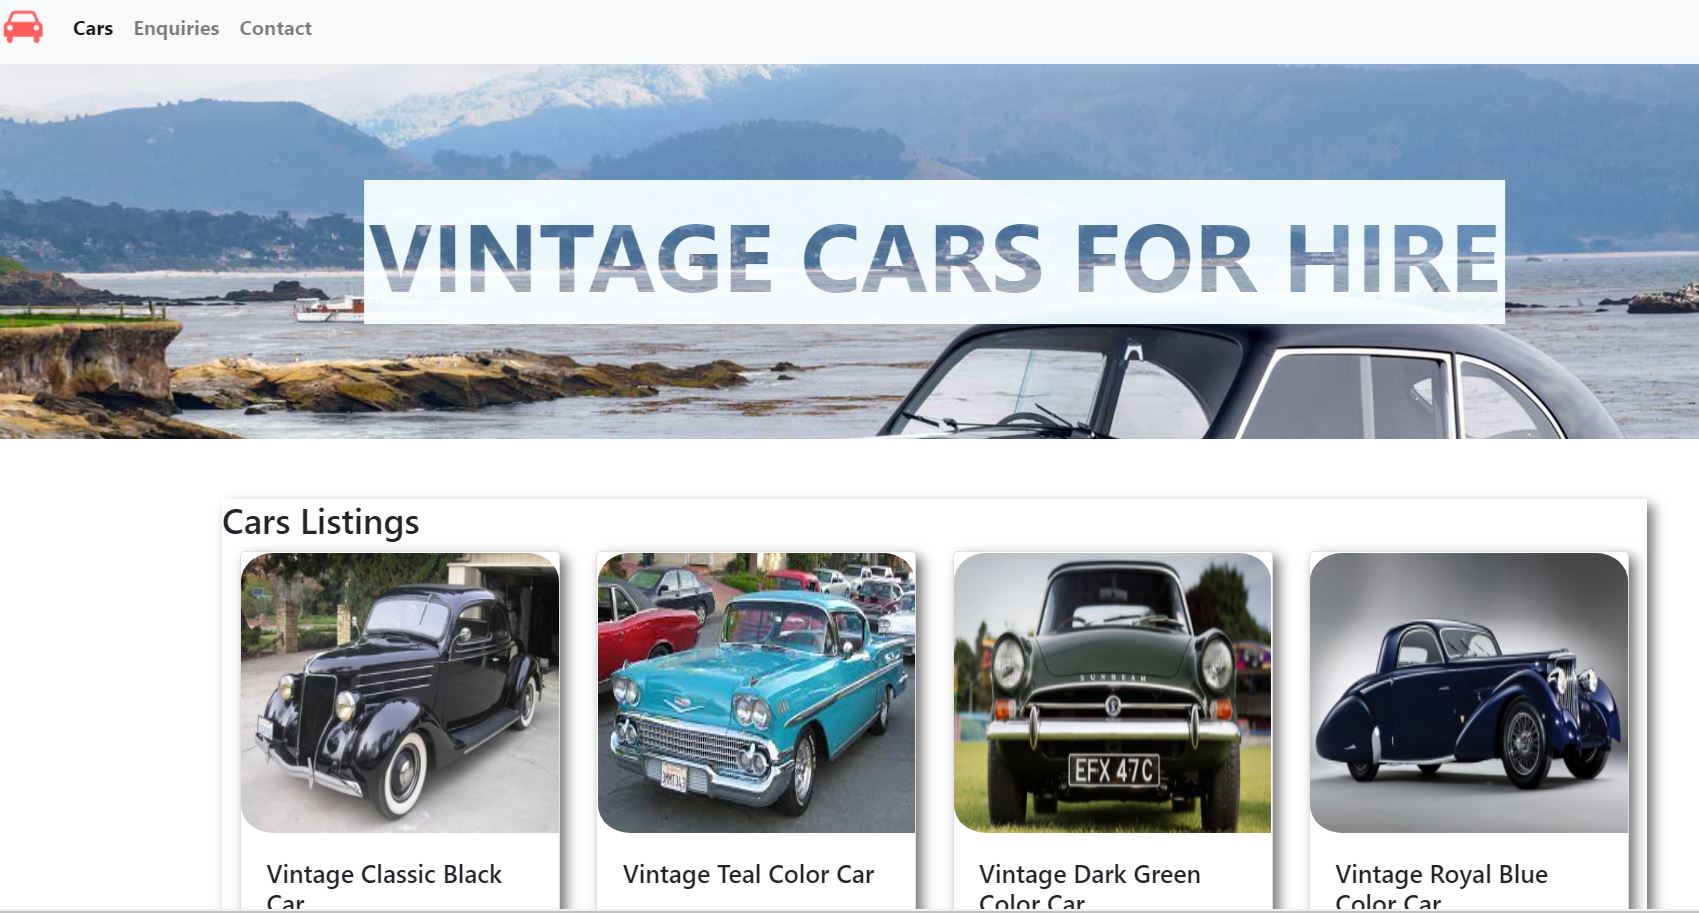 Cars Enquiries Contact
VINTAGE CARS FOR HIRE
Cars Listings
SUNBEAM
EFX 47C
Vintage Classic Black
Car
Vintage Teal Color Car
Vintage Dark Green
Color Car
Vintage Royal Blue
Color Car